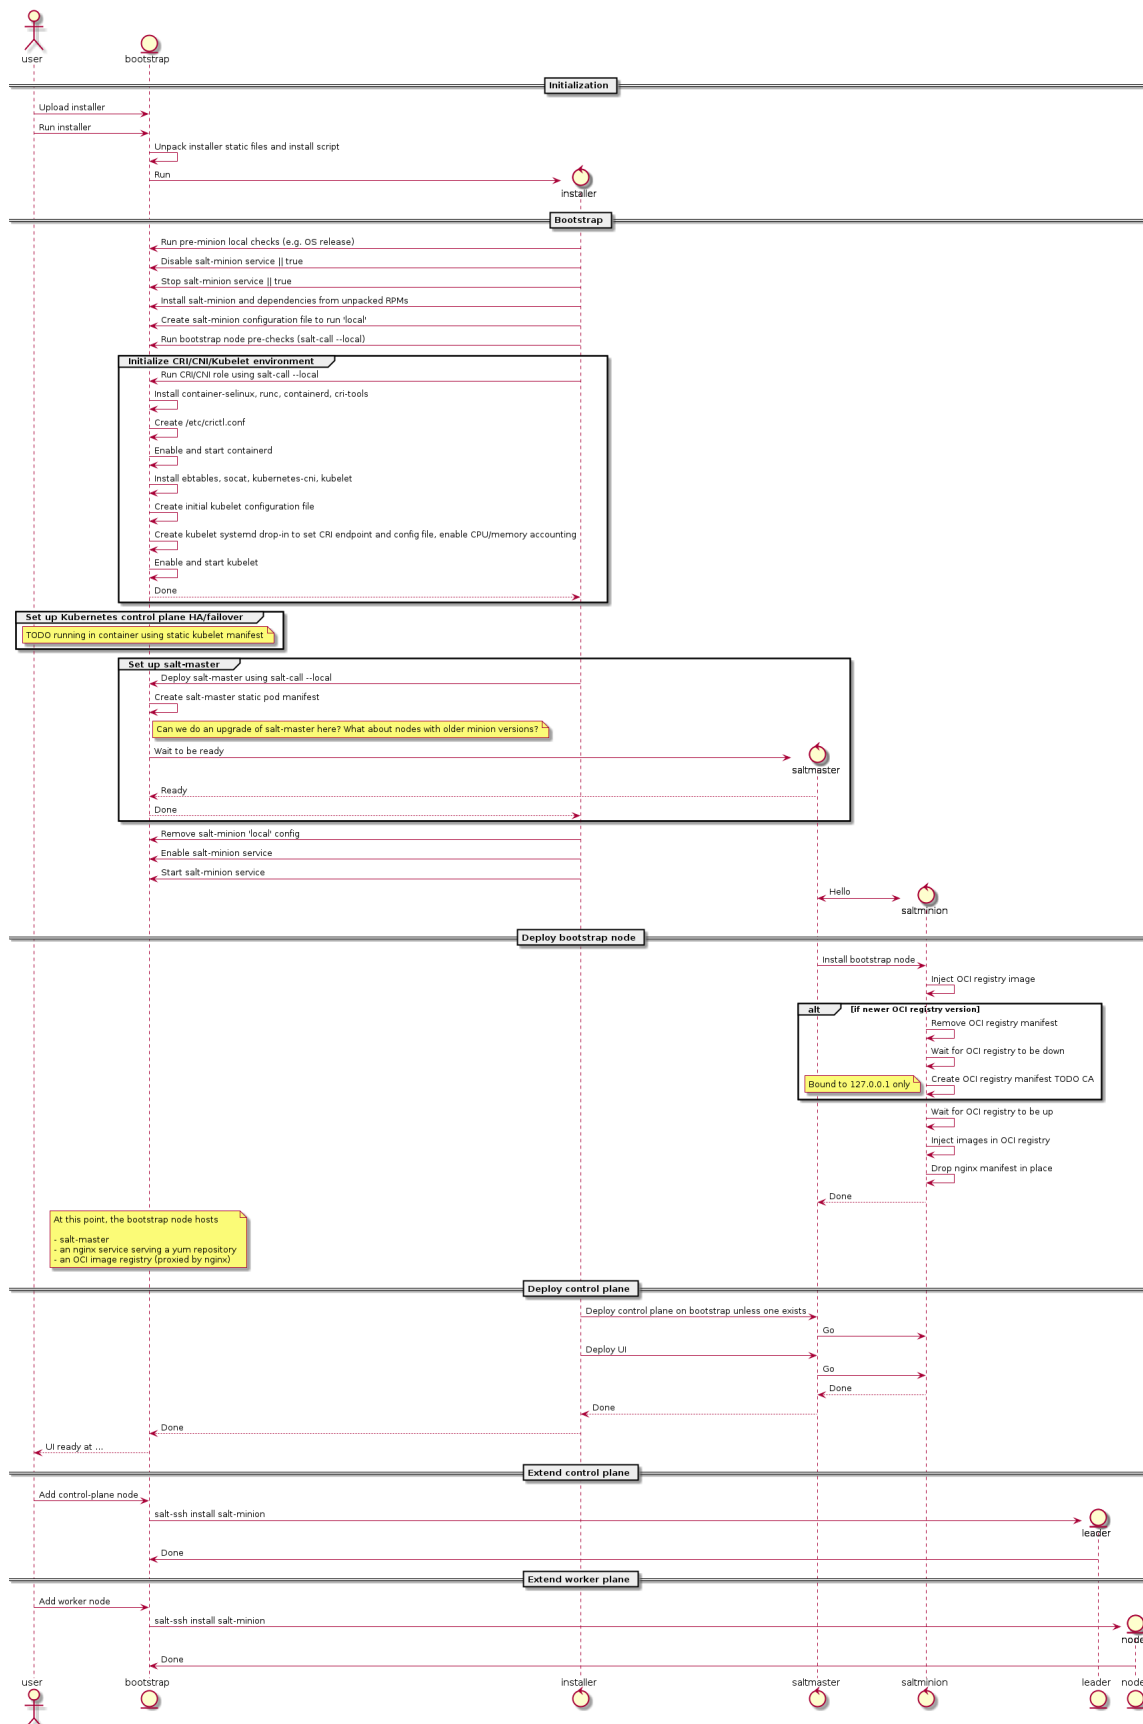 user
bootstrap
Initialization
Upload installer
Run installer
Unpack installer static files and install script
Run
installer
Bootstrap
Run pre-minion local checks (e.g. OS release)
Disable salt-minion service || true
Stop salt-minion service || true
Install salt-minion and dependencies from unpacked RPMs
Create salt-minion configuration file to run 'local'
Run bootstrap node pre-checks (salt-call --local)
Initialize CRI/CNI/Kubelet environment
Run CRI/CNI role using salt-call --local
Install container-selinux, runc, containerd, cri-tools
Create /etc/crictl.conf
Enable and start containerd
Install ebtables, socat, kubernetes-cni, kubelet
Create initial kubelet configuration file
Create kubelet systemd drop-in to set CRI endpoint and config file, enable CPU/memory accounting
Enable and start kubelet
Done
Set up Kubernetes control plane HA/failover
TODO running in container using static kubelet manifest
Set up salt-master
Deploy salt-master using salt-call --local
Create salt-master static pod manifest
Can we do an upgrade of salt-master here? What about nodes with older minion versions?
Wait to be ready
saltmaster
Ready
Done
Remove salt-minion 'local' config
Enable salt-minion service
Start salt-minion service
Hello
saltminion
Deploy bootstrap node
Install bootstrap node
Inject OCI registry image
alt [if newer OCI registry version]
Remove OCI registry manifest
Wait for OCI registry to be down
Bound to 127.0.0.1 only
Create OCI registry manifest TODO CA
Wait for OCI registry to be up
Inject images in OCI registry
Drop nginx manifest in place
Done
At this point, the bootstrap node hosts
- salt-master
- an nginx service serving a yum repository
- an OCI image registry (proxied by nginx)
Deploy control plane
Deploy control plane on bootstrap unless one exists
Go
Deploy UI
Go
Done
Done
Done
UI ready at ...
Extend control plane
Add control-plane node
salt-ssh install salt-minion
leader
Done
Extend worker plane
Add worker node
salt-ssh install salt-minion
node
Done
user bootstrap installer saltmaster saltminion leader node